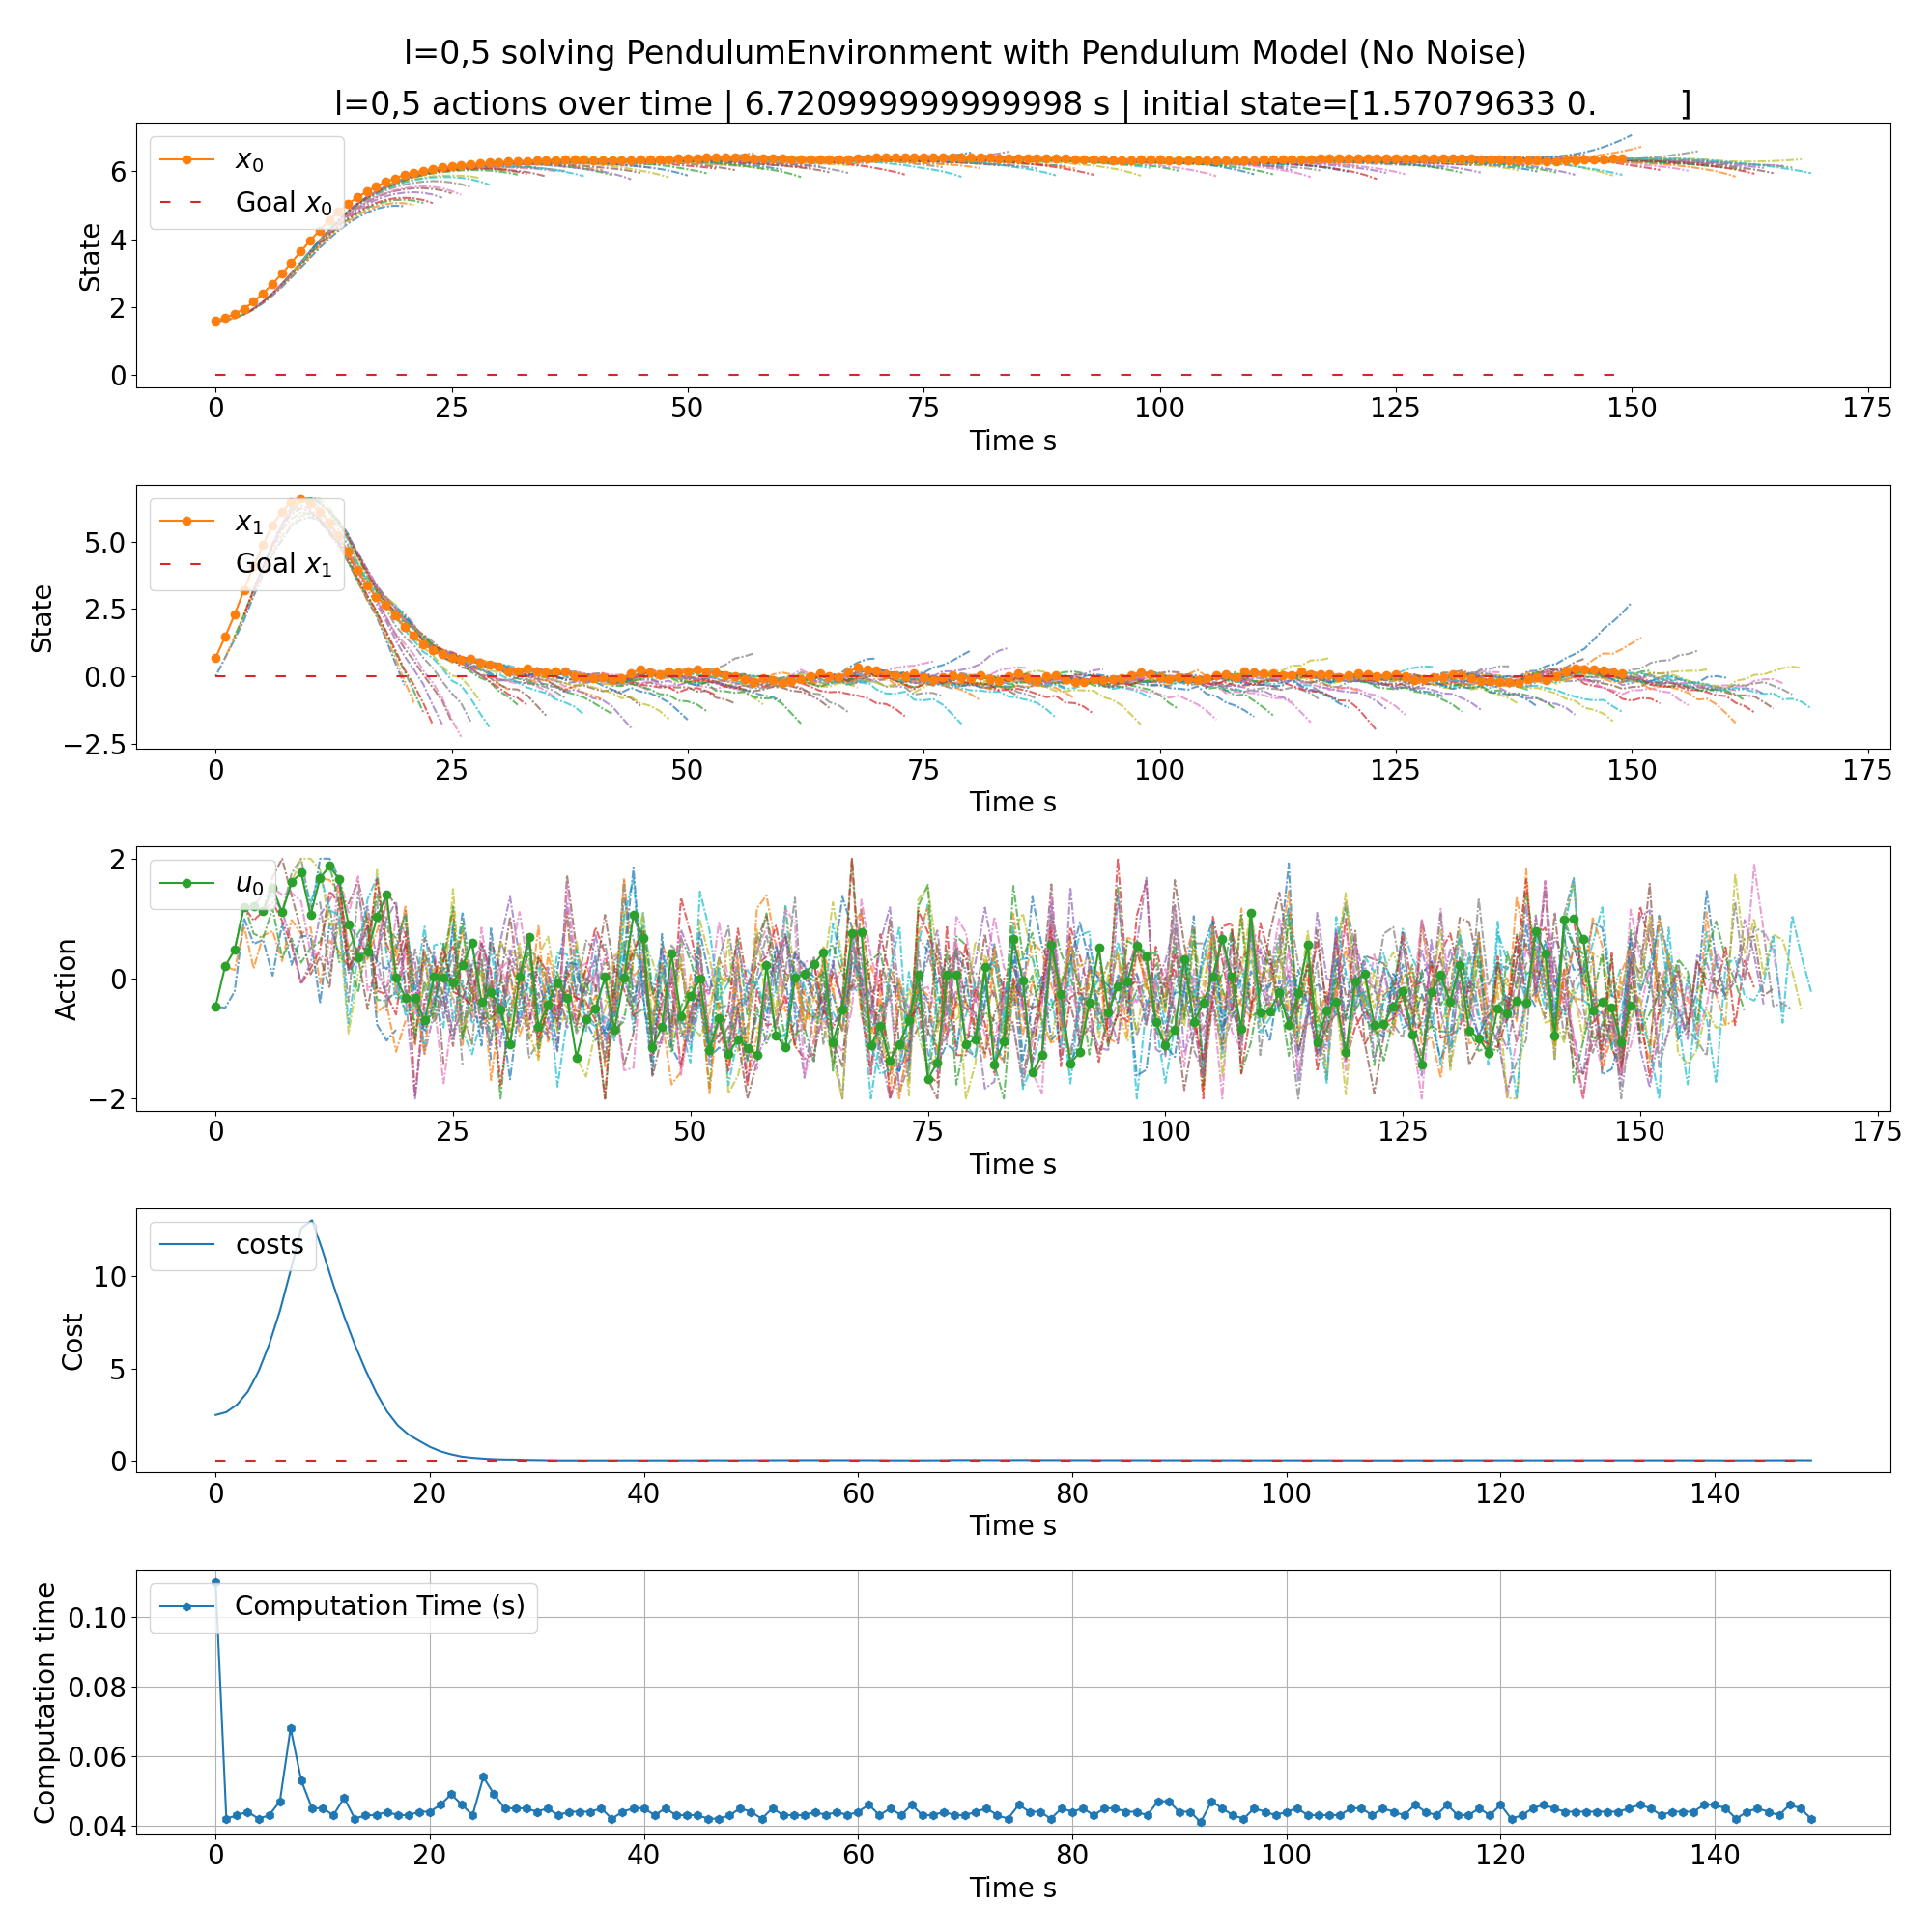 l=0,5 solving PendulumEnvironment with Pendulum Model (No Noise)
l=0,5 actions over time | 6.720999999999998 s | initial state=[1.57079633 0. ]
x0
Goal x0
State
6
4
2
0
0 25 50 75 100 125 150 175
Time s
x1
Goal x1
State
5.0
2.5
0.0
−2.5
0 25 50 75 100 125 150 175
Time s
u0
Action
2
0
−2
0 25 50 75 100 125 150 175
Time s
costs
Cost
10
5
0
0 20 40 60 80 100 120 140
Time s
Computation Time (s)
Computation time
0.10
0.08
0.06
0.04
0 20 40 60 80 100 120 140
Time s